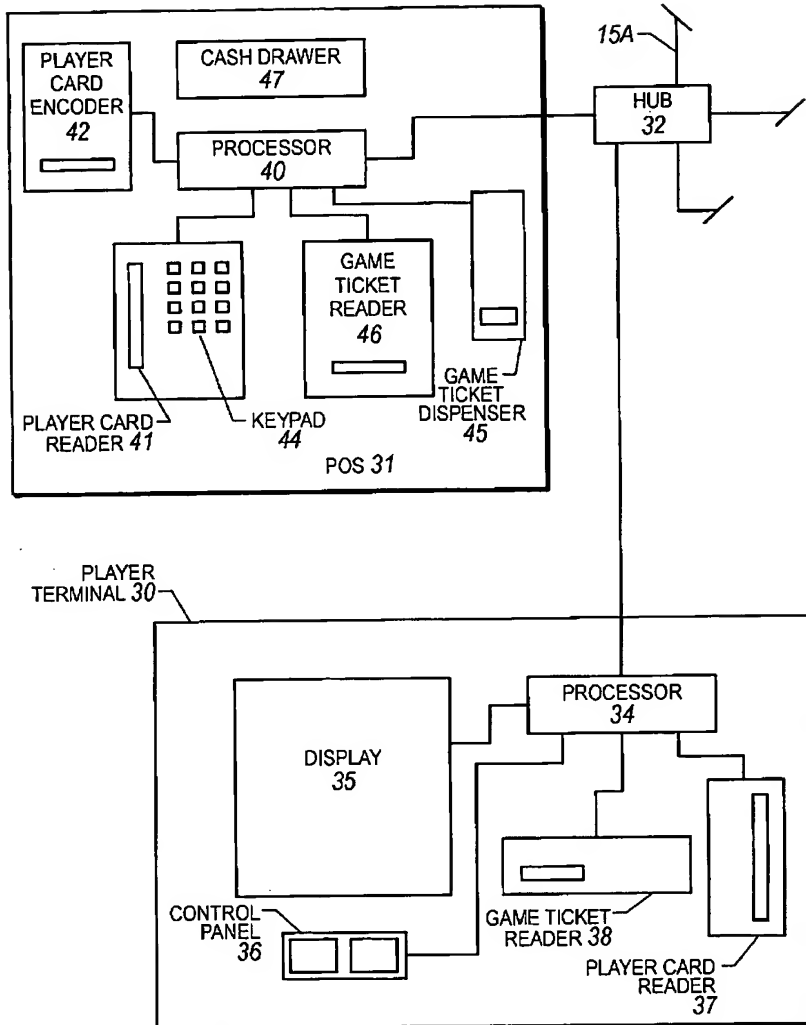 15A
PLAYER
CARD
ENCODER
42
CASH DRAWER
47
HUB
32
PROCESSOR
40
GAME
TICKET
READER
46
GAME
TICKET
DISPENSER
45
PLAYER CARD
READER 41
KEYPAD
44
POS 31
PLAYER
TERMINAL 30
PROCESSOR
34
DISPLAY
35
CONTROL
PANEL
36
GAME TICKET
READER 38
PLAYER CARD
READER
37